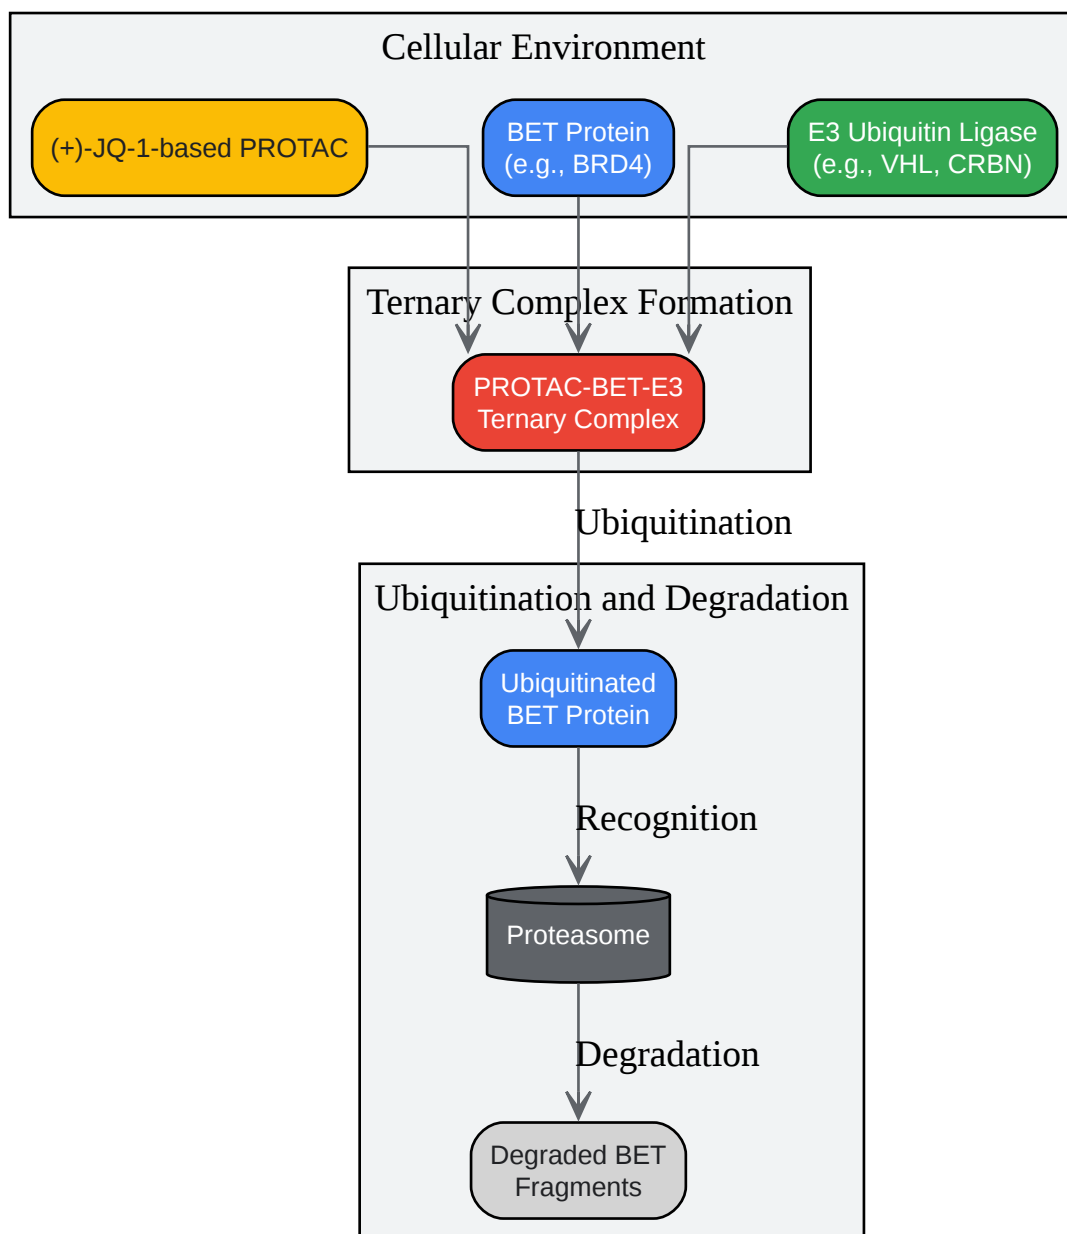 Cellular Environment
(+)-JQ-1-based PROTAC
BET Protein
(e.g., BRD4)
E3 Ubiquitin Ligase
(e.g., VHL, CRBN)
Ternary Complex Formation
PROTAC-BET-E3
Ternary Complex
Ubiquitination
Ubiquitination and Degradation
Ubiquitinated
BET Protein
Recognition
Proteasome
Degradation
Degraded BET
Fragments